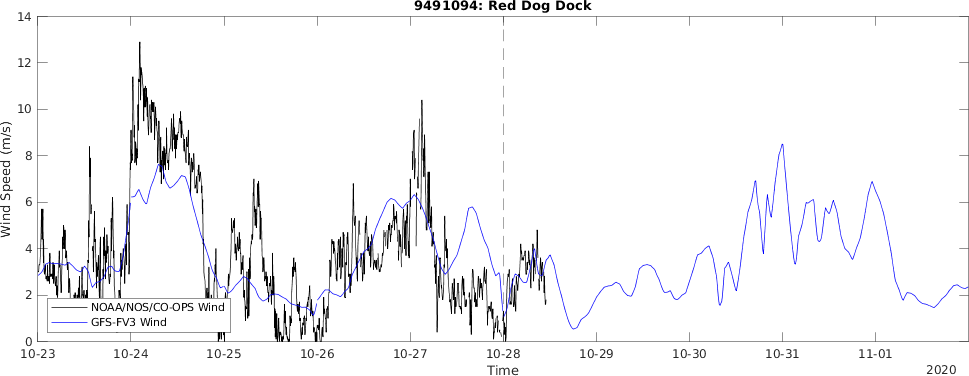 9491094: Red Dog Dock
14
12
10
8
6
4
2
0
Wind Speed (m/s)
NOAA/NOS/CO-OPS Wind
GFS-FV3 Wind
10-23 10-24 10-25 10-26 10-27 10-28 10-29 10-30 10-31 11-01
Time
2020